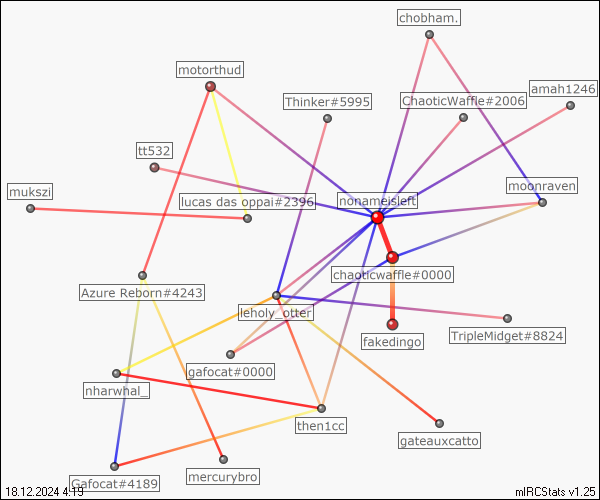 chobham.
motorthud
amah1246
Thinker#5995
ChaoticWaffle#2006
tt532
moonraven
mukszi
lucas das oppai#2396
nonameisleft
chaoticwaffle#0000
Azure Reborn#4243
leholy_otter
fakedingo
TripleMidget#8824
gafocat#0000
nharwhal_
then1cc
gateauxcatto
mercurybro
Gafocat#4189
18.12.2024 4:19
mIRCStats v1.25